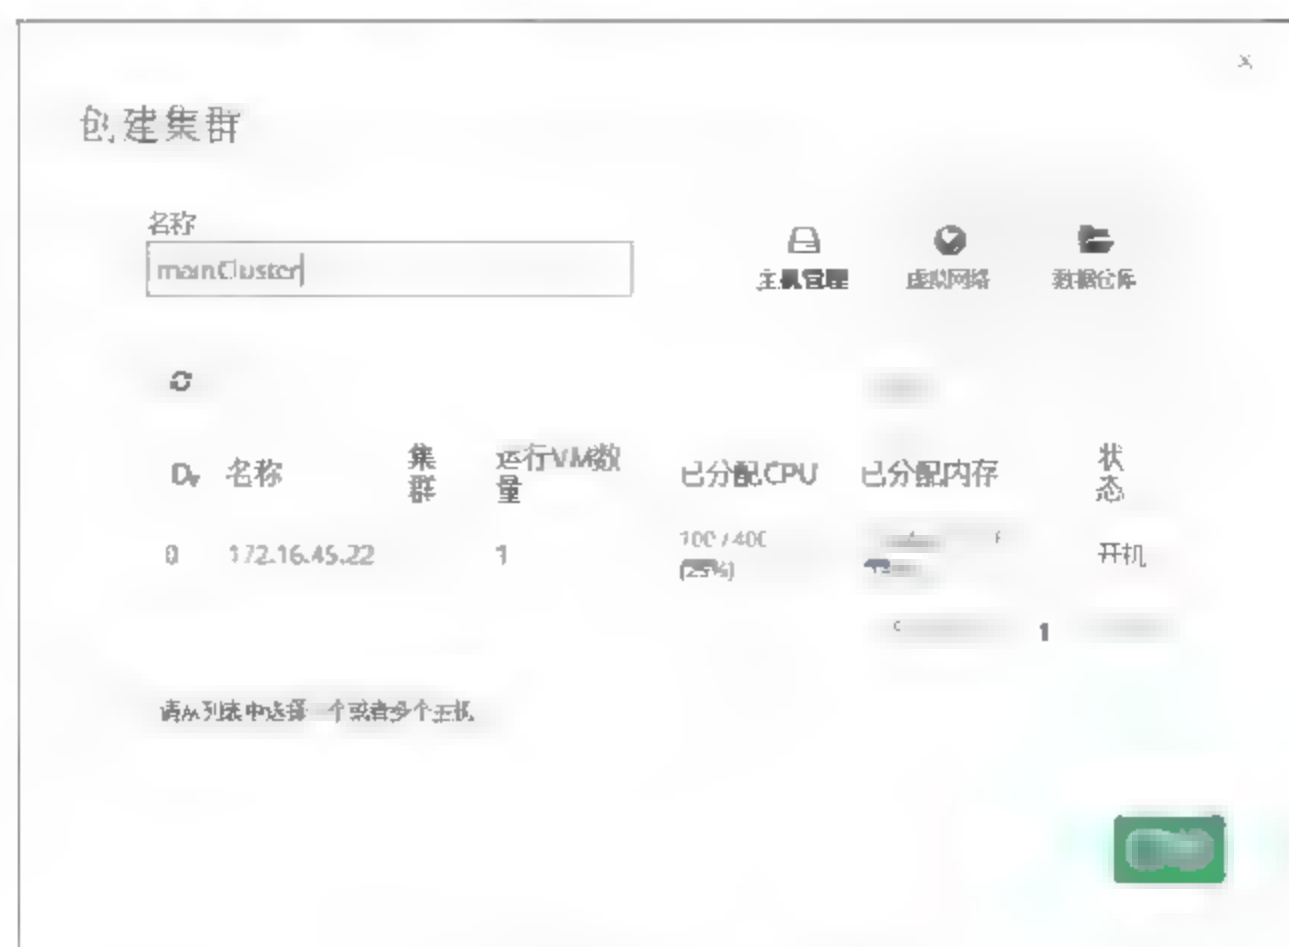 创建集群
名称
mainCluster
主机管理 虚拟网络 数据仓库
名称 集群 运行VM数量 已分配CPU 已分配内存 状态
0 172.16.45.22 1 100 / 400 (25%) 开机
1
请从列表中选择一个或者多个主机